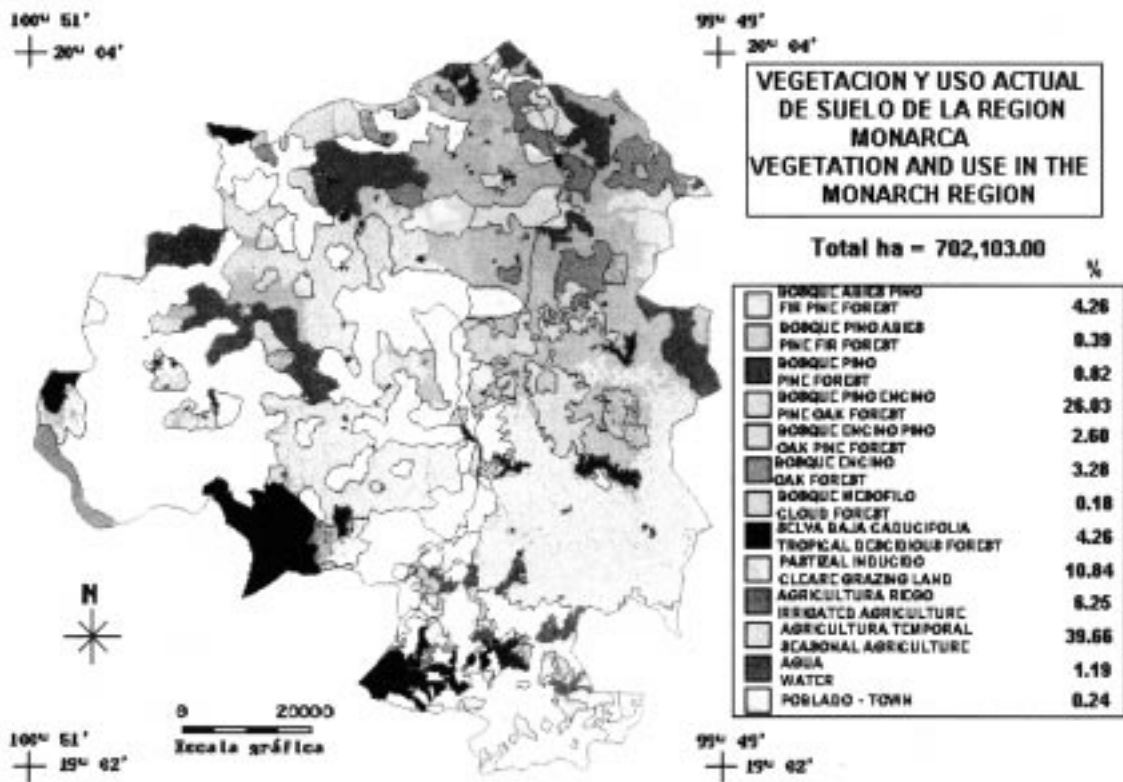 100° 51'
20° 04'
99° 49'
20° 04'
VEGETACION Y USO ACTUAL
DE SUELO DE LA REGION
MONARCA
VEGETATION AND USE IN THE
MONARCH REGION
Total ha = 702,103.00
%
BOSQUE ABIES PINO
FIR PINE FOREST 4.26
BOSQUE PINO ABIES
PINE FIR FOREST 0.39
BOSQUE PINO
PINE FOREST 0.82
BOSQUE PINO ENCINO
PINE OAK FOREST 26.03
BOSQUE ENCINO PINO
OAK PINE FOREST 2.60
BOSQUE ENCINO
OAK FOREST 3.28
BOSQUE MESOFILO
CLOUD FOREST 0.18
SELVA BAJA CADUCIFOLIA
TROPICAL DESCIDIOUS FOREST 4.26
PASTIZAL INDUCIDO
CLEARE GRAZING LAND 10.84
AGRICULTURA RIEGO
IRRIGATED AGRICULTURE 6.25
AGRICULTURA TEMPORAL
SEASONAL AGRICULTURE 39.66
AGUA
WATER 1.19
POBLADO - TOWN 0.24
N
0 20000
Escala gráfica
100° 51'
19° 02'
99° 49'
19° 02'